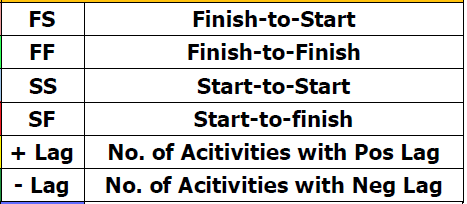 FS Finish-to-Start
FF Finish-to-Finish
SS Start-to-Start
SF Start-to-finish
+ Lag No. of Acitivities with Pos Lag
- Lag No. of Acitivities with Neg Lag